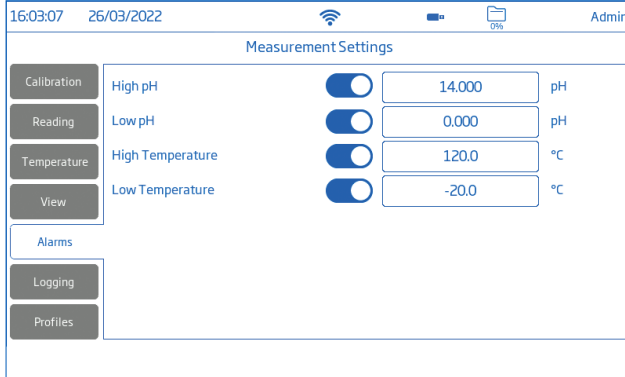 16:03:07 26/03/2022 0% Admin
Measurement Settings
Calibration
High pH 14.000 pH
Reading
Low pH 0.000 pH
Temperature
High Temperature 120.0 °C
View
Low Temperature -20.0 °C
Alarms
Logging
Profiles